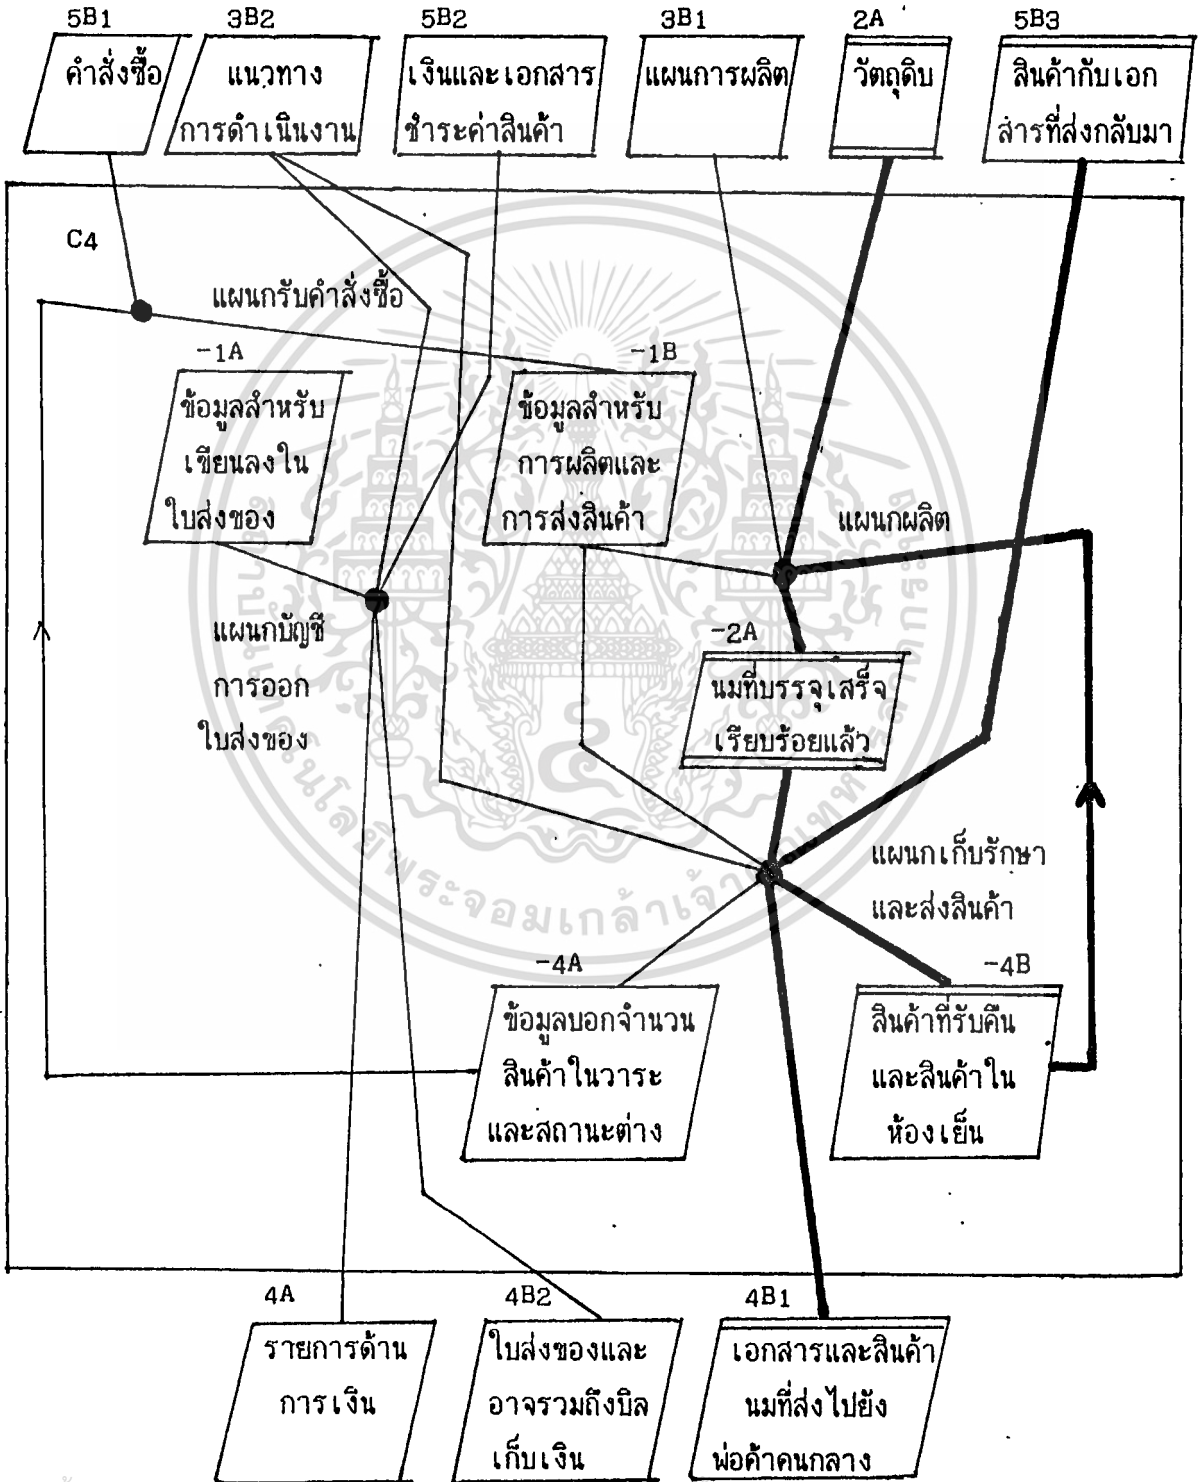 5B1
3B2
5B2
3B1
2A
5B3
คำสั่งซื้อ
แนวทาง
การดำเนินงาน
เงินและเอกสาร
ชำระค่าสินค้า
แผนการผลิต
วัตถุดิบ
สินค้ากับเอก
สารที่ส่งกลับมา
C4
แผนกรับคำสั่งซื้อ
-1A
ข้อมูลสำหรับ
เขียนลงใน
ใบส่งของ
-1B
ข้อมูลสำหรับ
การผลิตและ
การส่งสินค้า
แผนกผลิต
แผนกบัญชี
การออก
ใบส่งของ
-2A
นมที่บรรจุเสร็จ
เรียบร้อยแล้ว
แผนกเก็บรักษา
และส่งสินค้า
-4A
ข้อมูลบอกจำนวน
สินค้าในวาระ
และสถานะต่าง
-4B
สินค้าที่รับคืน
และสินค้าใน
ห้องเย็น
4A
รายการด้าน
การเงิน
4B2
ใบส่งของและ
อาจรวมถึงบิล
เก็บเงิน
4B1
เอกสารและสินค้า
นมที่ส่งไปยัง
พ่อค้าคนกลาง